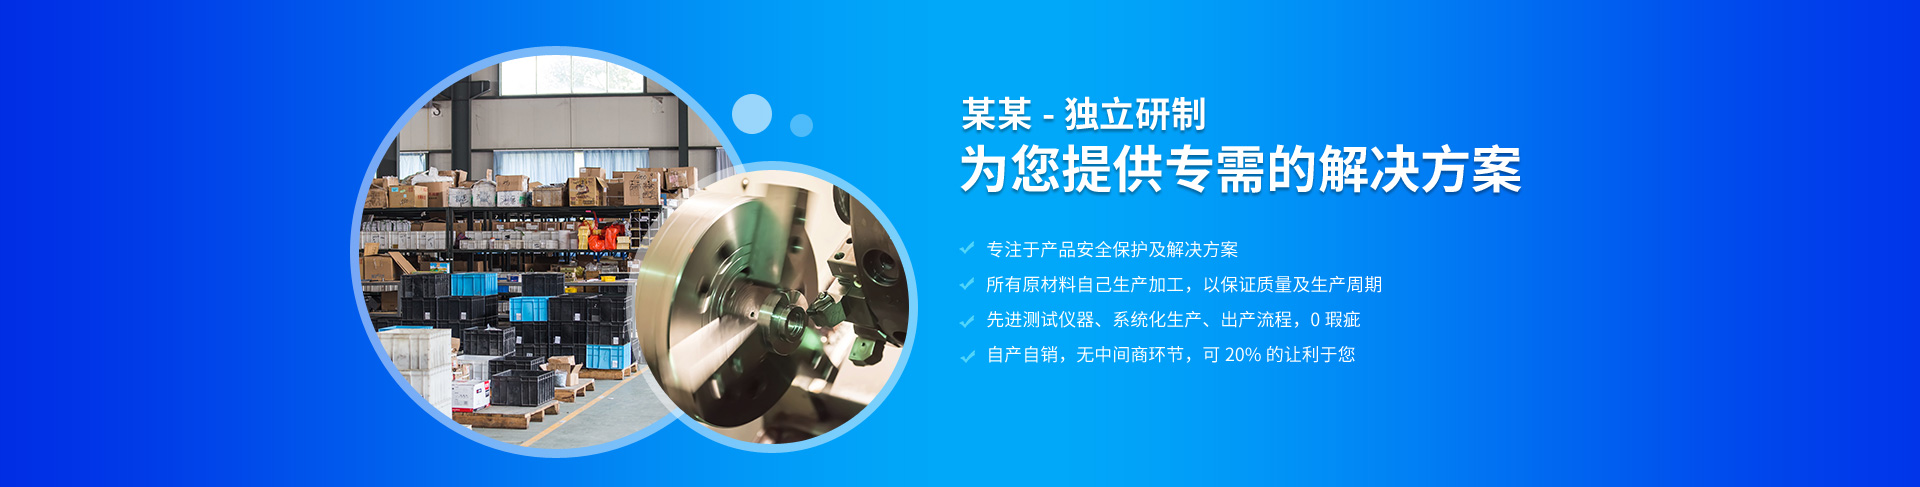 某某 - 独立研制
为您提供专需的解决方案
专注于产品安全保护及解决方案
所有原材料自己生产加工，以保证质量及生产周期
先进测试仪器、系统化生产、出产流程，0 瑕疵
自产自销，无中间商环节，可 20% 的让利于您